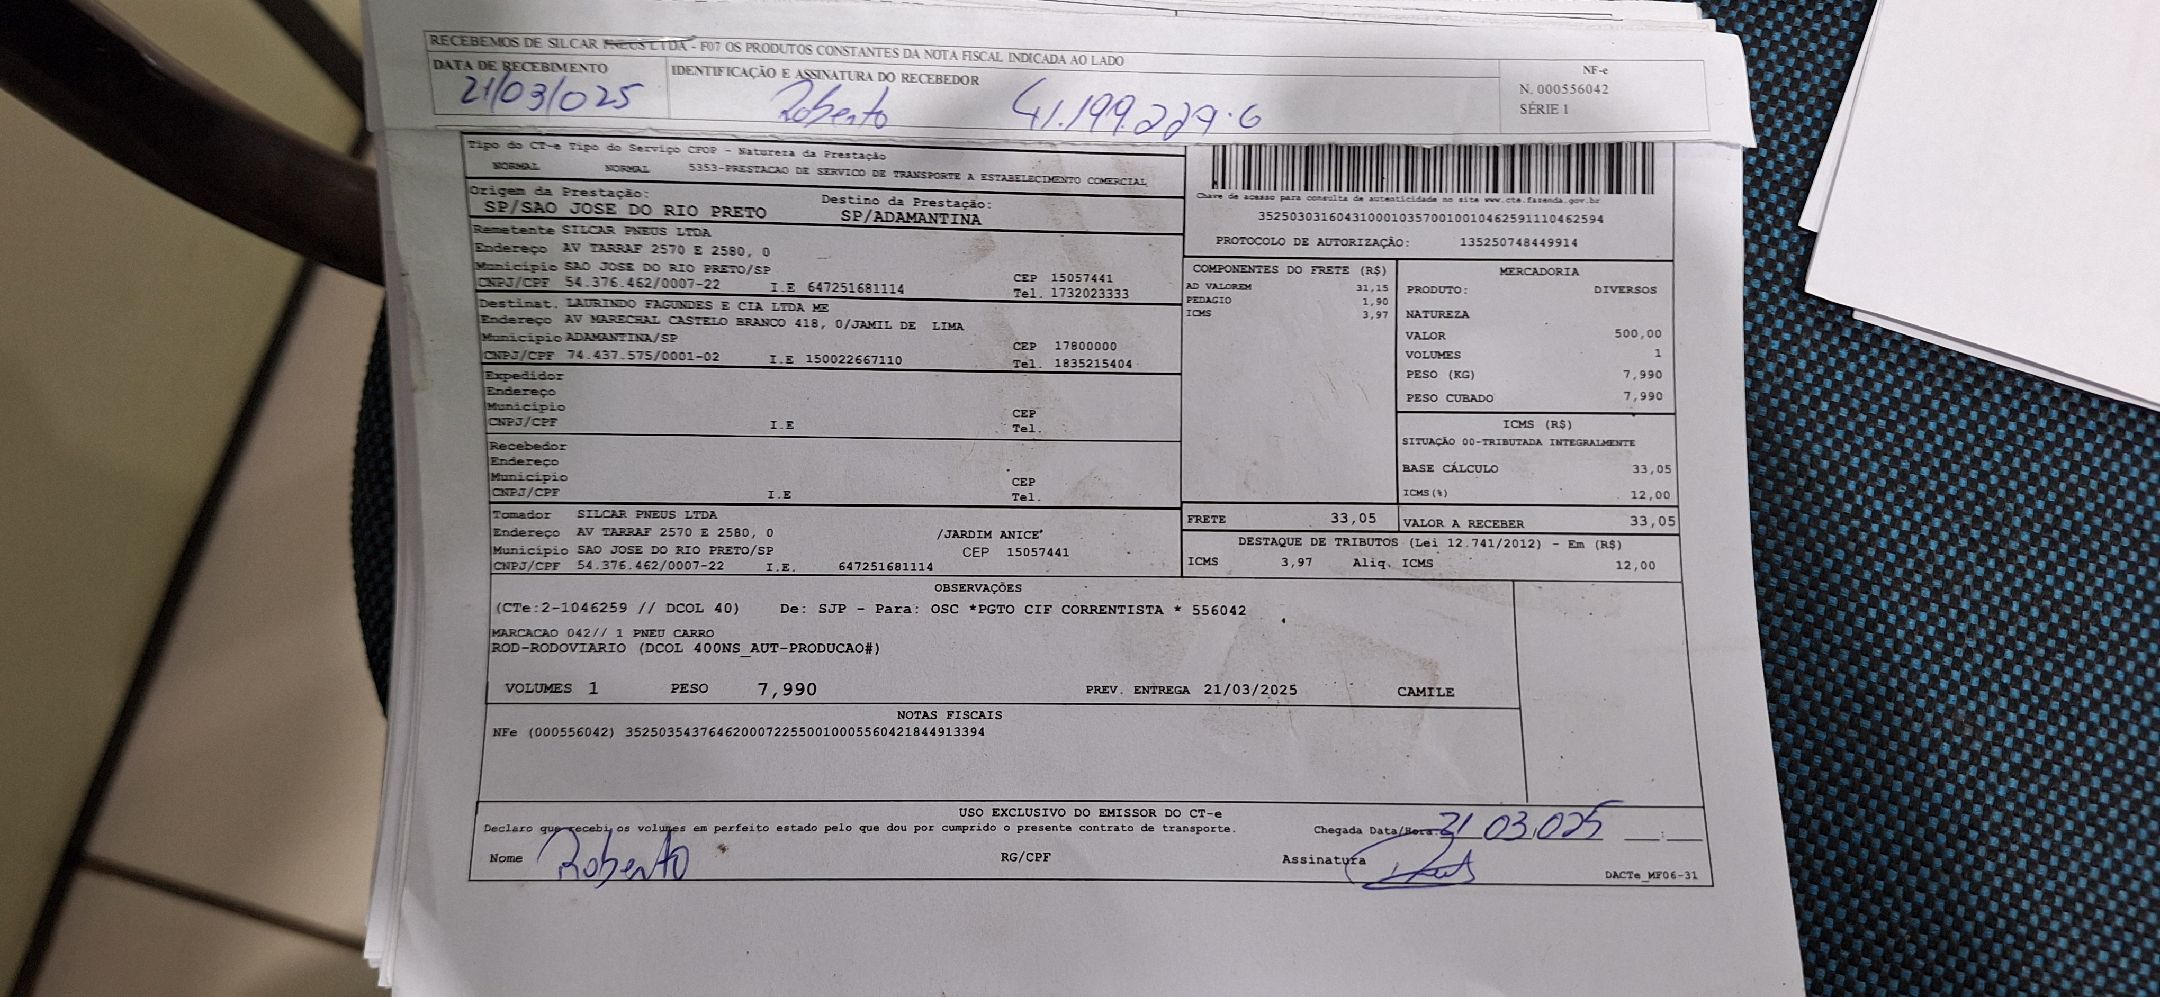 RECEBEMOS DE SILCAR PNEUS LTDA - F07 OS PRODUTOS CONSTANTES DA NOTA FISCAL INDICADA AO LADO
DATA DE RECEBIMENTO
21/03/025
IDENTIFICAÇÃO E ASSINATURA DO RECEBEDOR
Roberto 41.199.229-6
NF-e
N. 000556042
SÉRIE 1
Tipo do CT-e Tipo do Serviço CFOP - Natureza da Prestação
NORMAL NORMAL 5353-PRESTACAO DE SERVICO DE TRANSPORTE A ESTABELECIMENTO COMERCIAL
Origem da Prestação: Destino da Prestação:
SP/SAO JOSE DO RIO PRETO SP/ADAMANTINA
Remetente SILCAR PNEUS LTDA
Endereço AV TARRAF 2570 E 2580, 0
Município SAO JOSE DO RIO PRETO/SP CEP 15057441
CNPJ/CPF 54.376.462/0007-22 I.E 647251681114 Tel. 1732023333
Destinat. LAURINDO FAGUNDES E CIA LTDA ME
Endereço AV MARECHAL CASTELO BRANCO 418, 0/JAMIL DE LIMA
Município ADAMANTINA/SP CEP 17800000
CNPJ/CPF 74.437.575/0001-02 I.E 150022667110 Tel. 1835215404
Expedidor
Endereço
Município CEP
CNPJ/CPF I.E Tel.
Recebedor
Endereço
Município CEP
CNPJ/CPF I.E Tel.
Tomador SILCAR PNEUS LTDA
Endereço AV TARRAF 2570 E 2580, 0 /JARDIM ANICE'
Município SAO JOSE DO RIO PRETO/SP CEP 15057441
CNPJ/CPF 54.376.462/0007-22 I.E. 647251681114
Chave de acesso para consulta de autenticidade no site www.cte.fazenda.gov.br
35250303160431000103570010010462591110462594
PROTOCOLO DE AUTORIZAÇÃO: 135250748449914
COMPONENTES DO FRETE (R$)
AD VALOREM 31,15
PEDAGIO 1,90
ICMS 3,97
MERCADORIA
PRODUTO: DIVERSOS
NATUREZA
VALOR 500,00
VOLUMES 1
PESO (KG) 7,990
PESO CUBADO 7,990
ICMS (R$)
SITUAÇÃO 00-TRIBUTADA INTEGRALMENTE
BASE CÁLCULO 33,05
ICMS(%) 12,00
FRETE 33,05 VALOR A RECEBER 33,05
DESTAQUE DE TRIBUTOS (Lei 12.741/2012) - Em (R$)
ICMS 3,97 Aliq. ICMS 12,00
OBSERVAÇÕES
(CTe:2-1046259 // DCOL 40) De: SJP - Para: OSC *PGTO CIF CORRENTISTA * 556042
MARCACAO 042// 1 PNEU CARRO
ROD-RODOVIARIO (DCOL 400NS_AUT-PRODUCAO#)
VOLUMES 1 PESO 7,990 PREV. ENTREGA 21/03/2025 CAMILE
NOTAS FISCAIS
NFe (000556042) 35250354376462000722550010005560421844913394
USO EXCLUSIVO DO EMISSOR DO CT-e
Declaro que recebi os volumes em perfeito estado pelo que dou por cumprido o presente contrato de transporte. Chegada Data/Hora 21 03.025 __:__
Nome Roberto RG/CPF Assinatura
DACTe_MF06-31